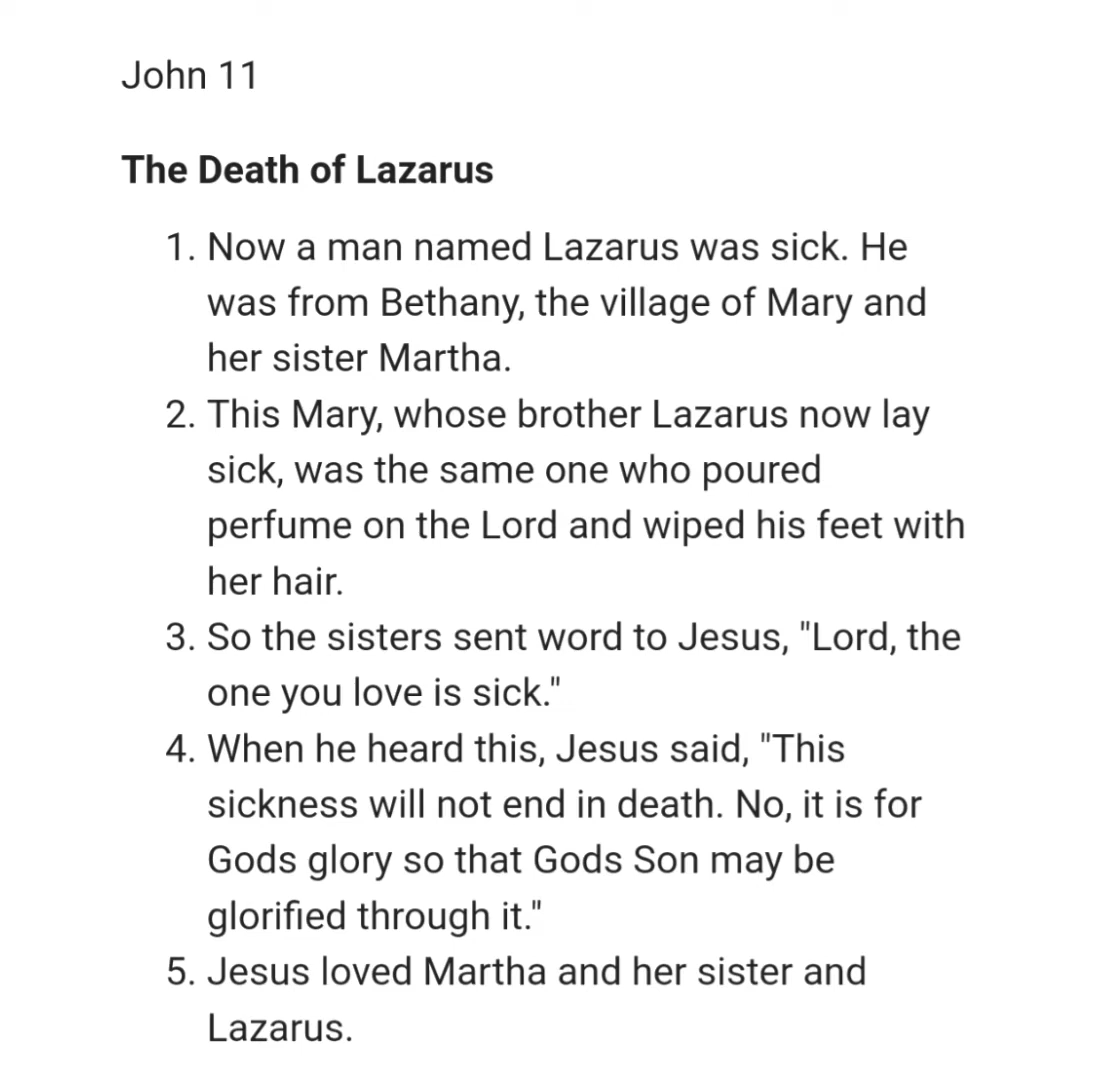 John 11
The Death of Lazarus
1. Now a man named Lazarus was sick. He
was from Bethany, the village of Mary and
her sister Martha.
2. This Mary, whose brother Lazarus now lay
sick, was the same one who poured
perfume on the Lord and wiped his feet with
her hair.
3. So the sisters sent word to Jesus, "Lord, the
one you love is sick."
4. When he heard this, Jesus said, "This
sickness will not end in death. No, it is for
Gods glory so that Gods Son may be
glorified through it."
5. Jesus loved Martha and her sister and
Lazarus.